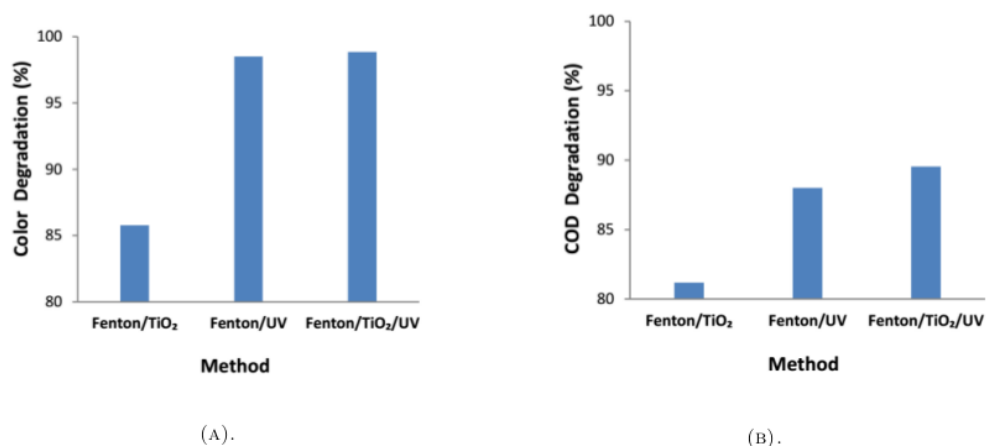 100
95
90
85
80
Color Degradation (%)
Fenton/TiO₂ Fenton/UV Fenton/TiO₂/UV
Method
(A).
100
95
90
85
80
COD Degradation (%)
Fenton/TiO₂ Fenton/UV Fenton/TiO₂/UV
Method
(B).